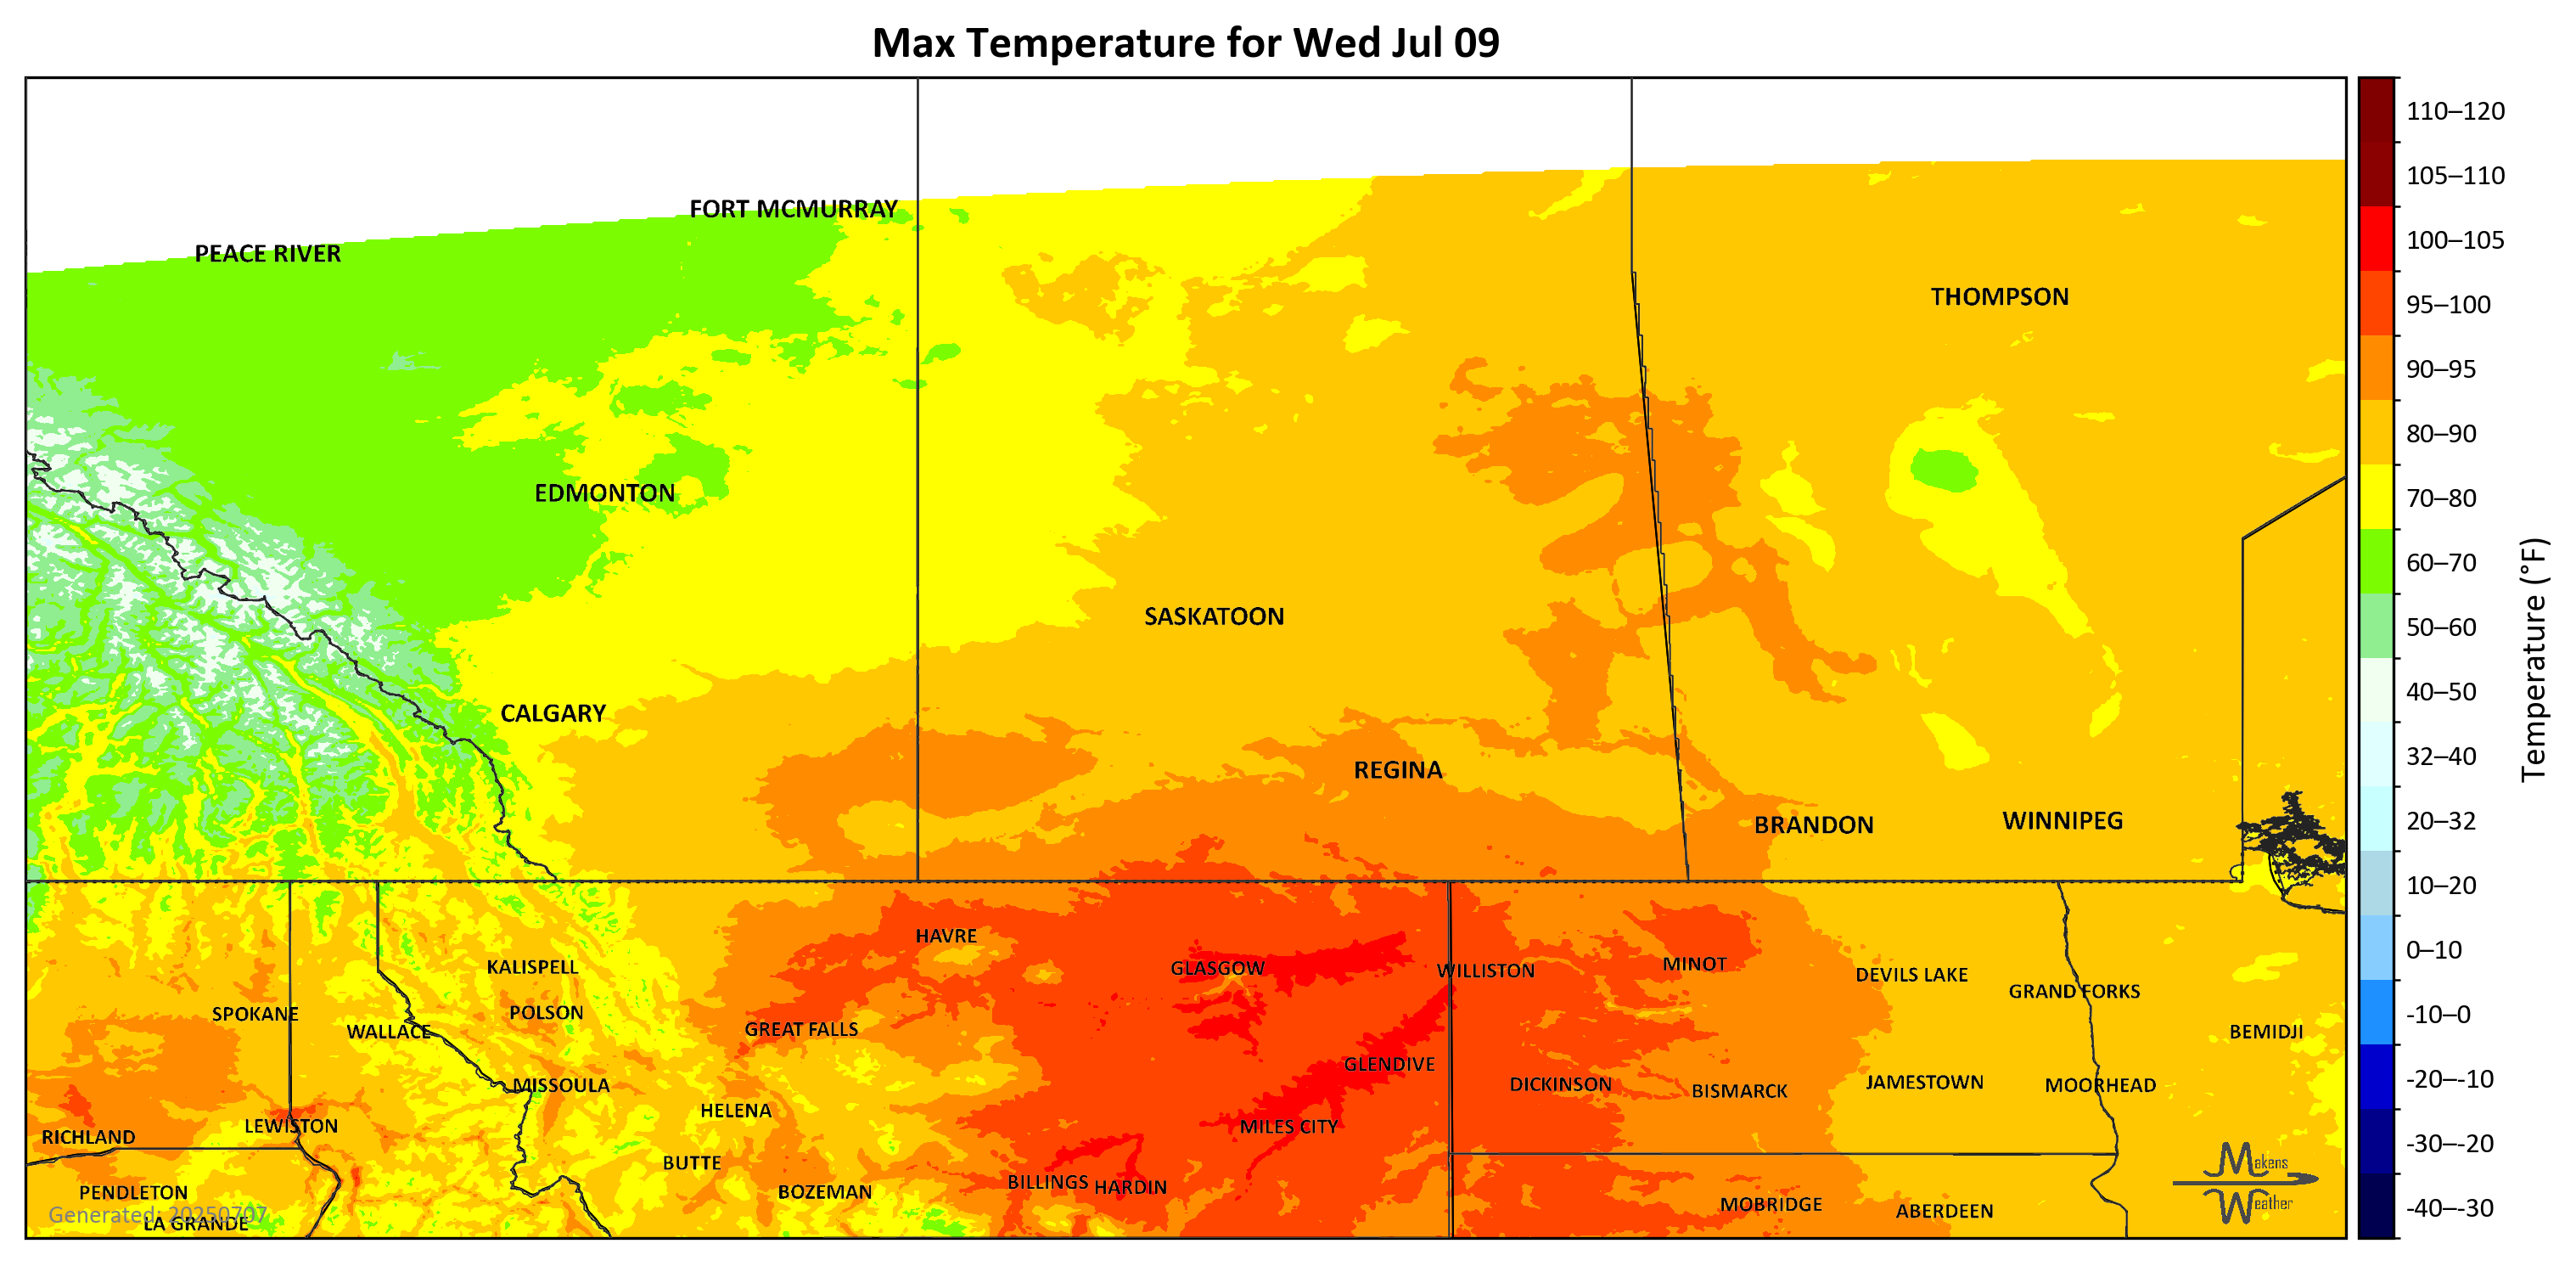 Max Temperature for Wed Jul 09
FORT MCMURRAY
PEACE RIVER
THOMPSON
EDMONTON
SASKATOON
CALGARY
REGINA
BRANDON
WINNIPEG
HAVRE
KALISPELL
GLASGOW
WILLISTON
MINOT
DEVILS LAKE
GRAND FORKS
SPOKANE
POLSON
WALLACE
GREAT FALLS
BEMIDJI
GLENDIVE
MISSOULA
DICKINSON
BISMARCK
JAMESTOWN
MOORHEAD
HELENA
LEWISTON
MILES CITY
RICHLAND
BUTTE
BILLINGS
HARDIN
PENDLETON
BOZEMAN
MOBRIDGE
ABERDEEN
Generated: 20250707
LA GRANDE
Makens
Weather
110–120
105–110
100–105
95–100
90–95
80–90
70–80
60–70
50–60
40–50
32–40
20–32
10–20
0–10
-10–0
-20–-10
-30–-20
-40–-30
Temperature (°F)